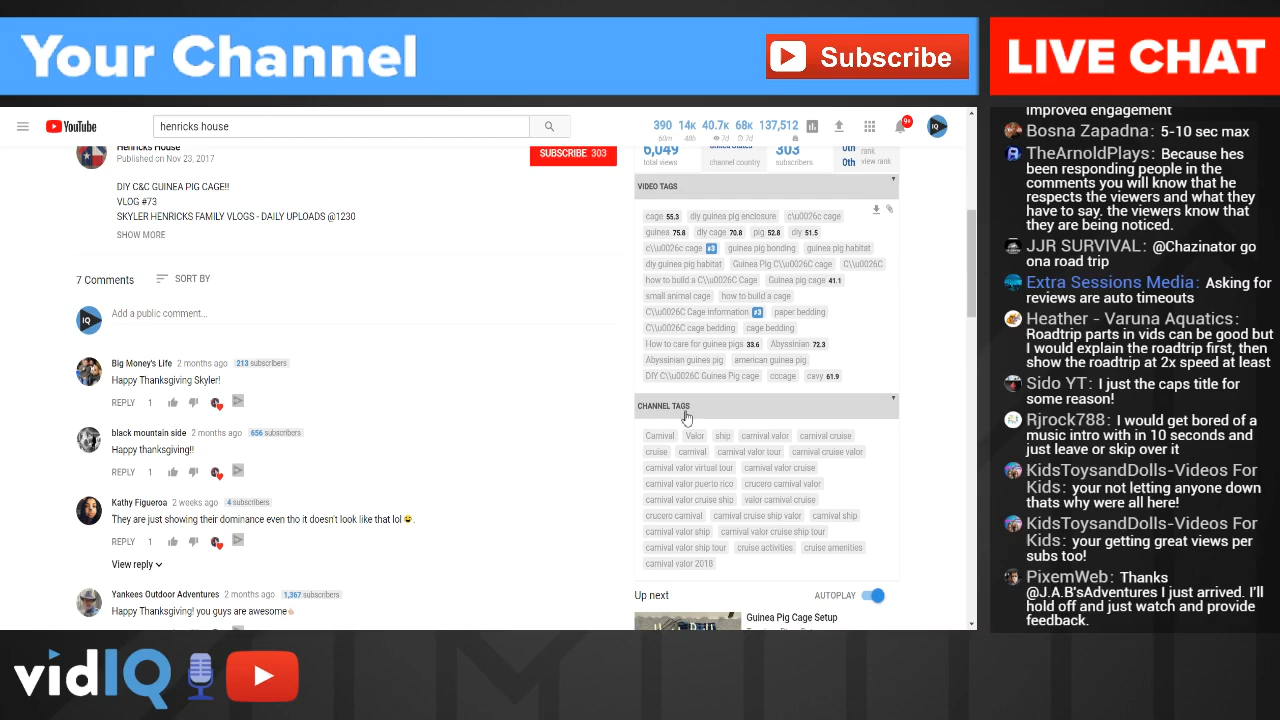 Your Channel
Subscribe
LIVE CHAT
YouTube
henricks house
390 14K 40.7K 68K 137,512
60m 48h 7d 7d
9+
IQ
Henricks House
Published on Nov 23, 2017
SUBSCRIBE 303
DIY C&C GUINEA PIG CAGE!!
VLOG #73
SKYLER HENRICKS FAMILY VLOGS - DAILY UPLOADS @1230
SHOW MORE
7 Comments
SORT BY
IQ
Add a public comment...
Big Money's Life 2 months ago 213 subscribers
Happy Thanksgiving Skyler!
REPLY 1
black mountain side 2 months ago 656 subscribers
Happy thanksgiving!!
REPLY 1
Kathy Figueroa 2 weeks ago 4 subscribers
They are just showing their dominance even tho it doesn't look like that lol 😂.
REPLY 1
View reply
Yankees Outdoor Adventures 2 months ago 1,367 subscribers
Happy Thanksgiving! you guys are awesome👏🏻
6,049
total views
United States
channel country
303
subscribers
0th
rank
0th
view rank
VIDEO TAGS
cage 55.3 diy guinea pig enclosure c\u0026c cage
guinea 75.8 diy cage 70.8 pig 52.8 diy 51.5
c\\u0026c cage #3 guinea pig bonding guinea pig habitat
diy guinea pig habitat Guinea Pig C\\u0026C cage C\\u0026C
how to build a C\\u0026C Cage Guinea pig cage 41.1
small animal cage how to build a cage
C\\u0026C Cage information #3 paper bedding
C\\u0026C cage bedding cage bedding
How to care for guinea pigs 33.6 Abyssinian 72.3
Abyssinian guines pig american guinea pig
DIY C\\u0026C Guinea Pig cage cccage cavy 61.9
CHANNEL TAGS
Carnival Valor ship carnival valor carnival cruise
cruise carnival carnival valor tour carnival cruise valor
carnival valor virtual tour carnival valor cruise
carnival valor puerto rico crucero carnival valor
carnival valor cruise ship valor carnival cruise
crucero carnival carnival cruise ship valor carnival ship
carnival valor ship carnival valor cruise ship tour
carnival valor ship tour cruise activities cruise amenities
carnival valor 2018
Up next
AUTOPLAY
Guinea Pig Cage Setup
improved engagement
Bosna Zapadna: 5-10 sec max
TheArnoldPlays: Because hes
been responding people in the
comments you will know that he
respects the viewers and what they
have to say. the viewers know that
they are being noticed.
JJR SURVIVAL: @Chazinator go
ona road trip
Extra Sessions Media: Asking for
reviews are auto timeouts
Heather - Varuna Aquatics:
Roadtrip parts in vids can be good but
I would explain the roadtrip first, then
show the roadtrip at 2x speed at least
Sido YT: I just the caps title for
some reason!
Rjrock788: I would get bored of a
music intro with in 10 seconds and
just leave or skip over it
KidsToysandDolls-Videos For
Kids: your not letting anyone down
thats why were all here!
KidsToysandDolls-Videos For
Kids: your getting great views per
subs too!
PixemWeb: Thanks
@J.A.B'sAdventures I just arrived. I'll
hold off and just watch and provide
feedback.
vidIQ